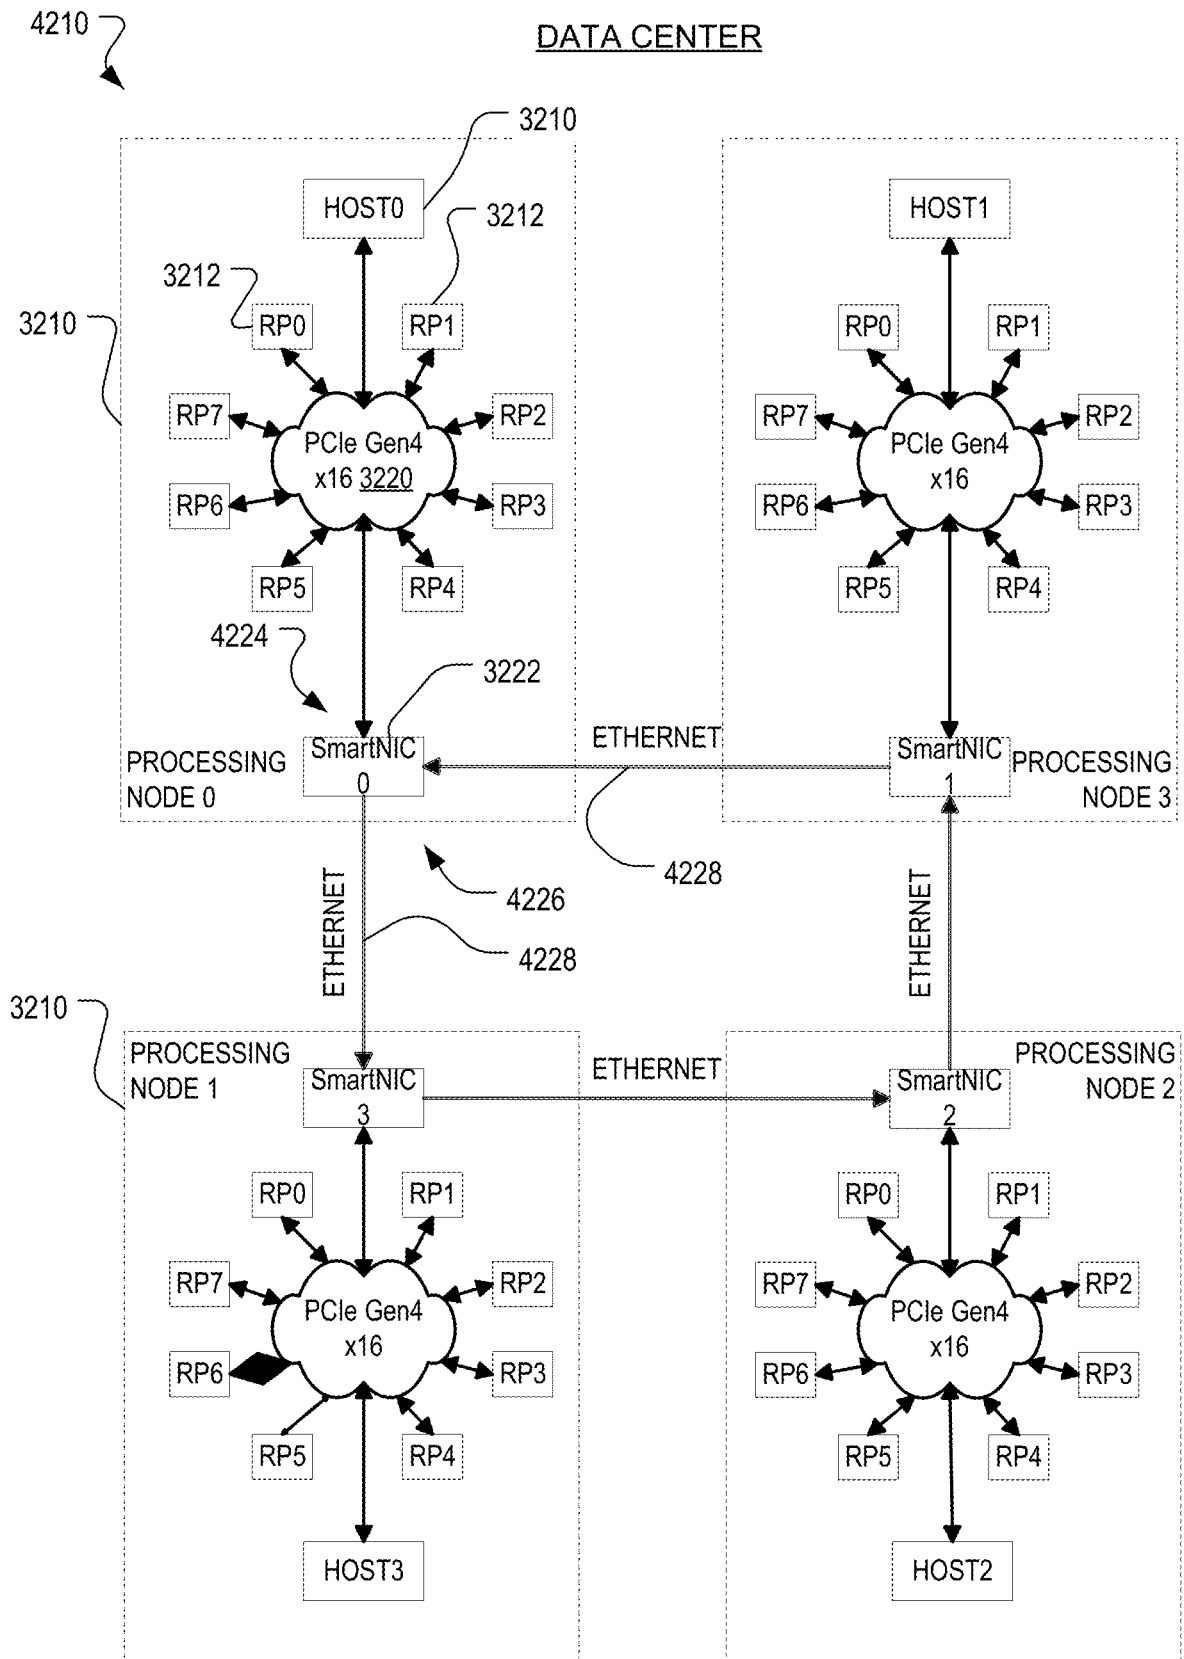 4210
DATA CENTER
3210
HOST0
HOST1
3212
3212
3210
RP0
RP1
RP0
RP1
RP7
RP2
RP7
RP2
PCIe Gen4
x16 3220
PCIe Gen4
x16
RP6
RP3
RP6
RP3
RP5
RP4
RP5
RP4
4224
3222
ETHERNET
SmartNIC
0
SmartNIC
1
PROCESSING
NODE 0
PROCESSING
NODE 3
4228
4226
ETHERNET
ETHERNET
4228
3210
PROCESSING
NODE 1
SmartNIC
3
ETHERNET
SmartNIC
2
PROCESSING
NODE 2
RP0
RP1
RP0
RP1
RP7
RP2
RP7
RP2
PCIe Gen4
x16
PCIe Gen4
x16
RP6
RP3
RP6
RP3
RP5
RP4
RP5
RP4
HOST3
HOST2